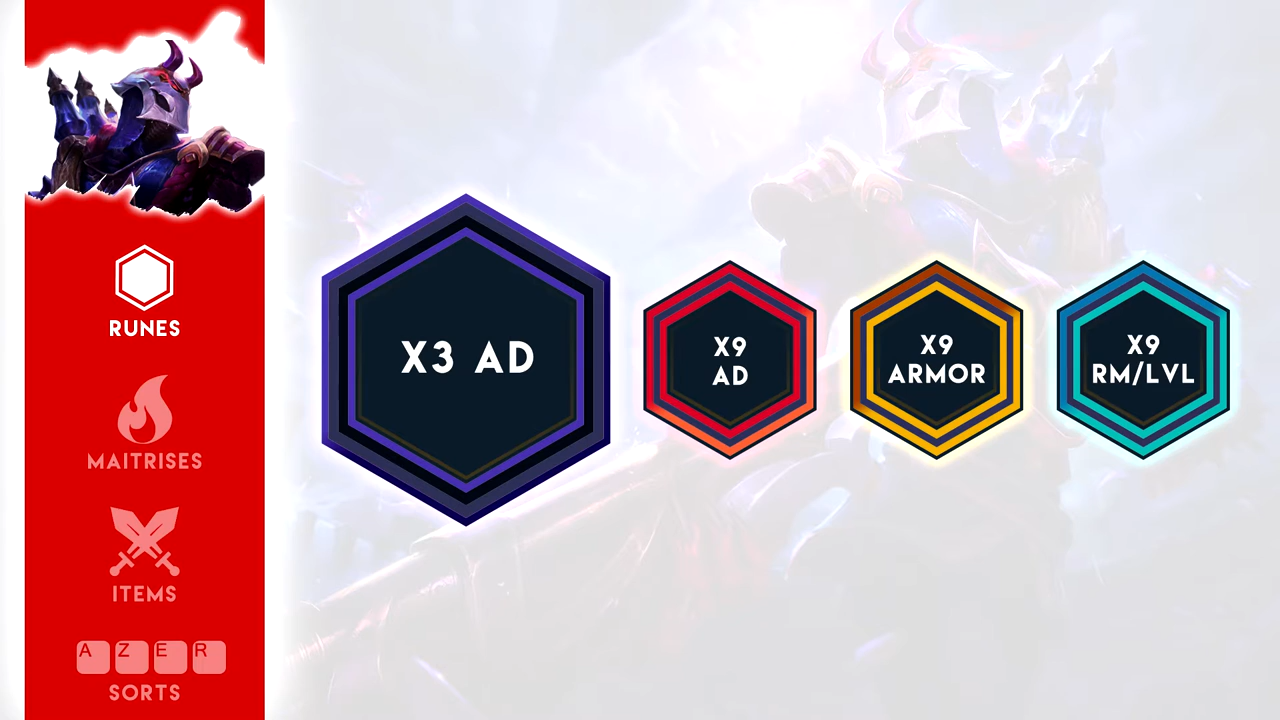 RUNES
MAITRISES
ITEMS
A Z E R
SORTS
X3 AD
X9
AD
X9
ARMOR
X9
RM/LVL